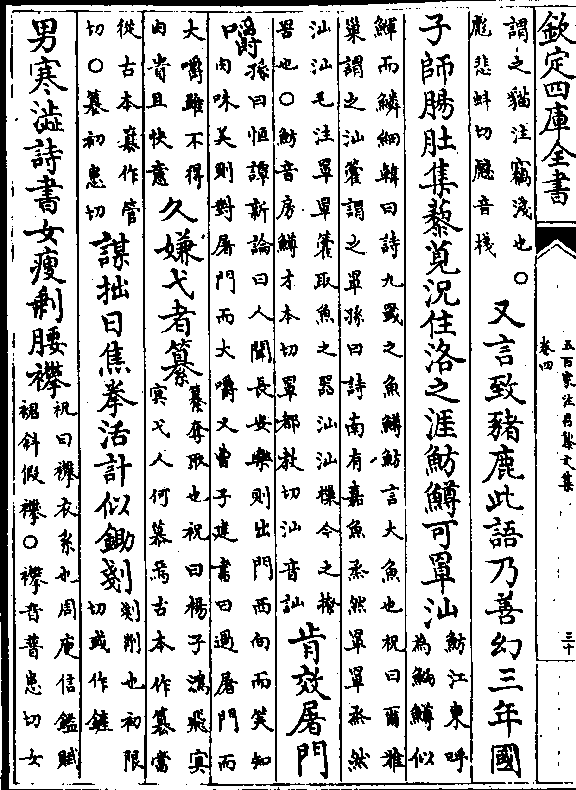 欽定四庫全書
五百家注昌黎文集
卷四
三十
謂之貓注竊淺也○
彪悲蚪切䰨音棧
又言致豬鹿此語乃善幻三年國
子師腸肚集藜莧況住洛之涯魴鱒可罩汕
魴江東呼
為鯿鱒似
鯶而鱗細韓曰詩九罭之魚鱒魴言大魚也祝曰爾雅
巢謂之汕籗謂之罩孫曰詩南有嘉魚烝然罩罩烝然
汕汕毛注罩罩籗取魚之器汕汕樔今之撩
罟也○魴音房鱒才本切罩都教切汕音訕
肯效屠門
嚼
孫曰恒譚新論曰人聞長安樂則出門西向而笑知
肉味美則對屠門而大嚼又曹子建書曰過屠門而
大嚼雖不得
肉貴且快意
久嫌弋者篡
篡奪取也祝曰楊子鴻飛冥
冥弋人何慕焉古本作篡當
從古本篡作管
切○篡初患切
謀拙日焦拳活計似鋤剗
剗削也初限
切或作鏟
男寒澁詩書女瘦剩腰襻
祝曰襻衣系也周庾信鑑賦
裙斜假襻○襻音普患切女